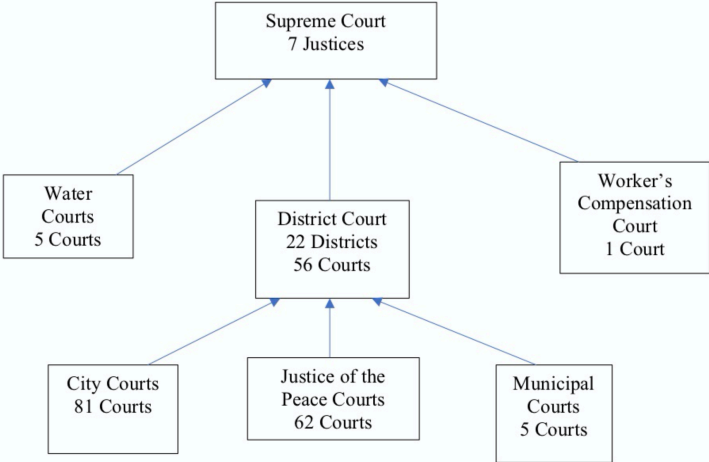 Supreme Court
7 Justices
Water
Courts
5 Courts
District Court
22 Districts
56 Courts
Worker’s
Compensation
Court
1 Court
City Courts
81 Courts
Justice of the
Peace Courts
62 Courts
Municipal
Courts
5 Courts